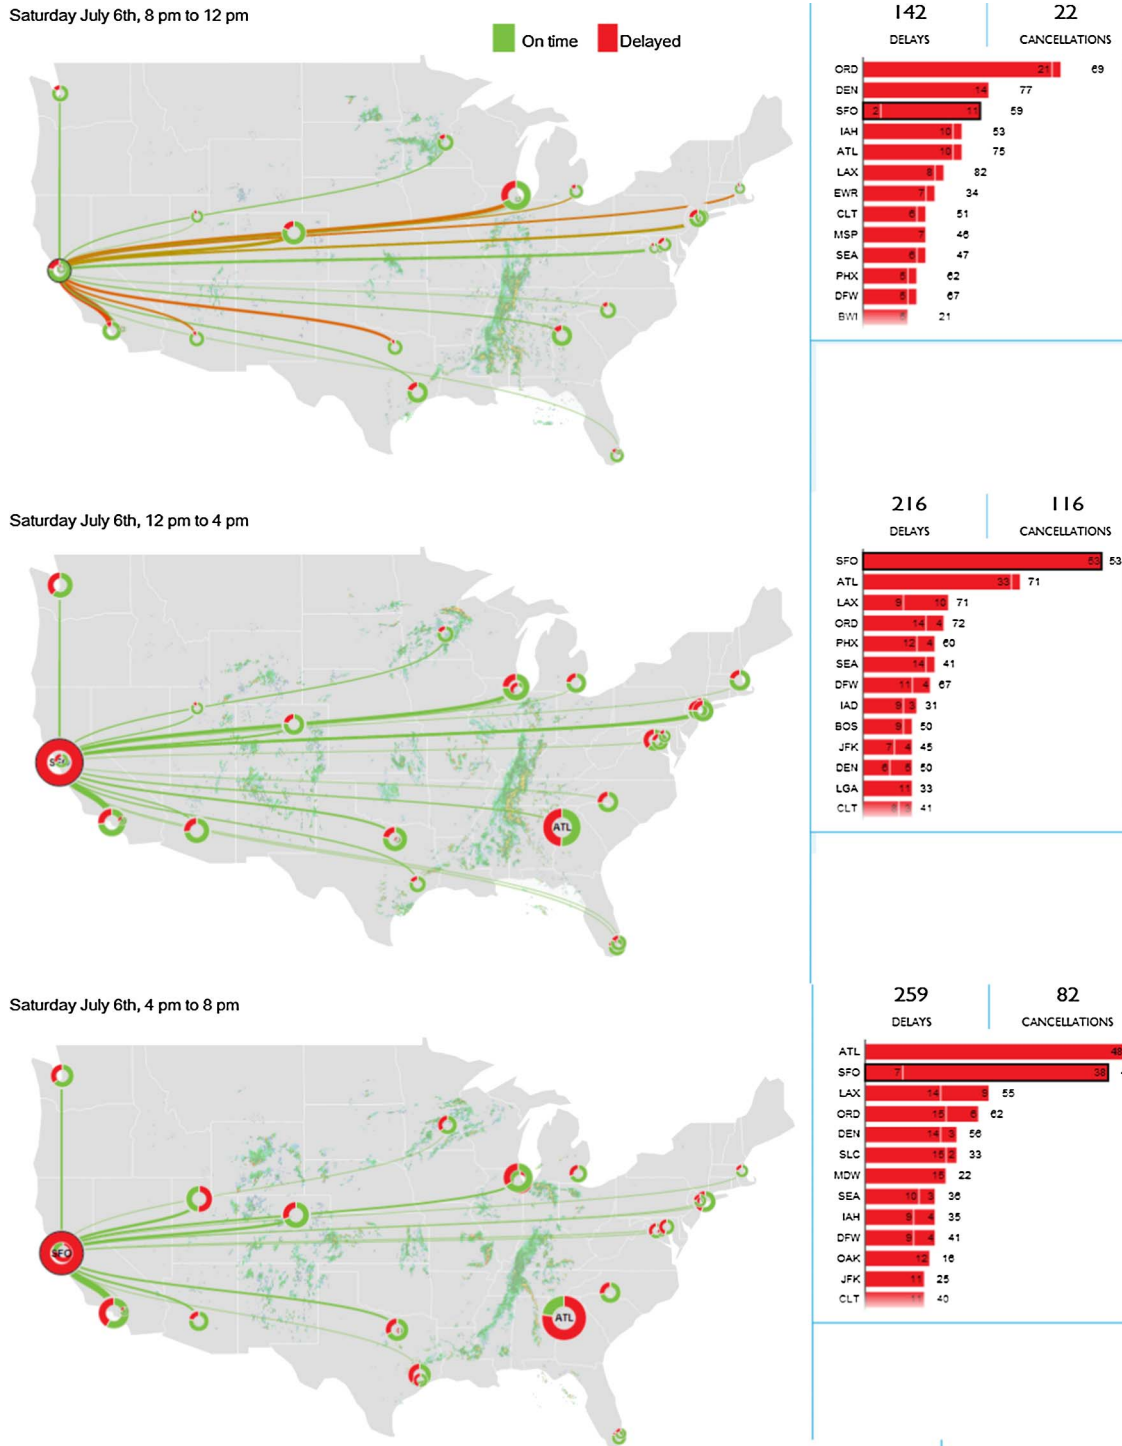 Saturday July 6th, 8 pm to 12 pm
On time
Delayed
142
DELAYS
22
CANCELLATIONS
ORD 21 69
DEN 14 77
SFO 2 11 59
IAH 10 53
ATL 10 75
LAX 8 82
EWR 7 34
CLT 6 51
MSP 7 46
SEA 6 47
PHX 62
DFW 67
BWI 21
Saturday July 6th, 12 pm to 4 pm
ATL
216
DELAYS
116
CANCELLATIONS
SFO 53 53
ATL 33 71
LAX 9 10 71
ORD 14 4 72
PHX 12 4 60
SEA 14 41
DFW 11 4 67
IAD 9 3 31
BOS 9 50
JFK 7 4 45
DEN 6 50
LGA 11 33
CLT 41
Saturday July 6th, 4 pm to 8 pm
SFO
ATL
259
DELAYS
82
CANCELLATIONS
ATL 48
SFO 7 38
LAX 14 9 55
ORD 15 6 62
DEN 14 3 56
SLC 15 2 33
MDW 15 22
SEA 10 3 36
IAH 9 4 35
DFW 9 4 41
OAK 12 16
JFK 11 25
CLT 11 40